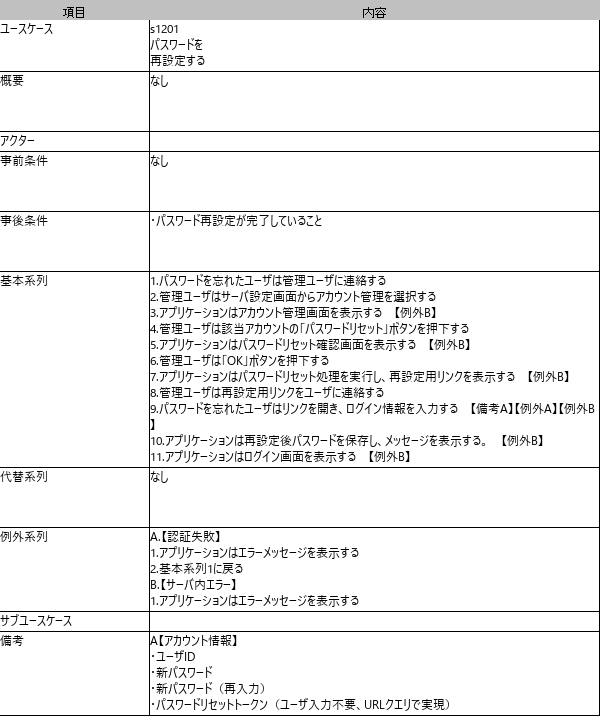 項目 内容
ユースケース s1201
パスワードを
再設定する
概要 なし
アクター
事前条件 なし
事後条件 ・パスワード再設定が完了していること
基本系列 1.パスワードを忘れたユーザは管理ユーザに連絡する
2.管理ユーザはサーバ設定画面からアカウント管理を選択する
3.アプリケーションはアカウント管理画面を表示する 【例外B】
4.管理ユーザは該当アカウントの「パスワードリセット」ボタンを押下する
5.アプリケーションはパスワードリセット確認画面を表示する 【例外B】
6.管理ユーザは「OK」ボタンを押下する
7.アプリケーションはパスワードリセット処理を実行し、再設定用リンクを表示する 【例外B】
8.管理ユーザは再設定用リンクをユーザに連絡する
9.パスワードを忘れたユーザはリンクを開き、ログイン情報を入力する 【備考A】【例外A】【例外B
】
10.アプリケーションは再設定後パスワードを保存し、メッセージを表示する。 【例外B】
11.アプリケーションはログイン画面を表示する 【例外B】
代替系列 なし
例外系列 A.【認証失敗】
1.アプリケーションはエラーメッセージを表示する
2.基本系列1に戻る
B.【サーバ内エラー】
1.アプリケーションはエラーメッセージを表示する
サブユースケース
備考 A【アカウント情報】
・ユーザID
・新パスワード
・新パスワード（再入力）
・パスワードリセットトークン（ユーザ入力不要、URLクエリで実現）